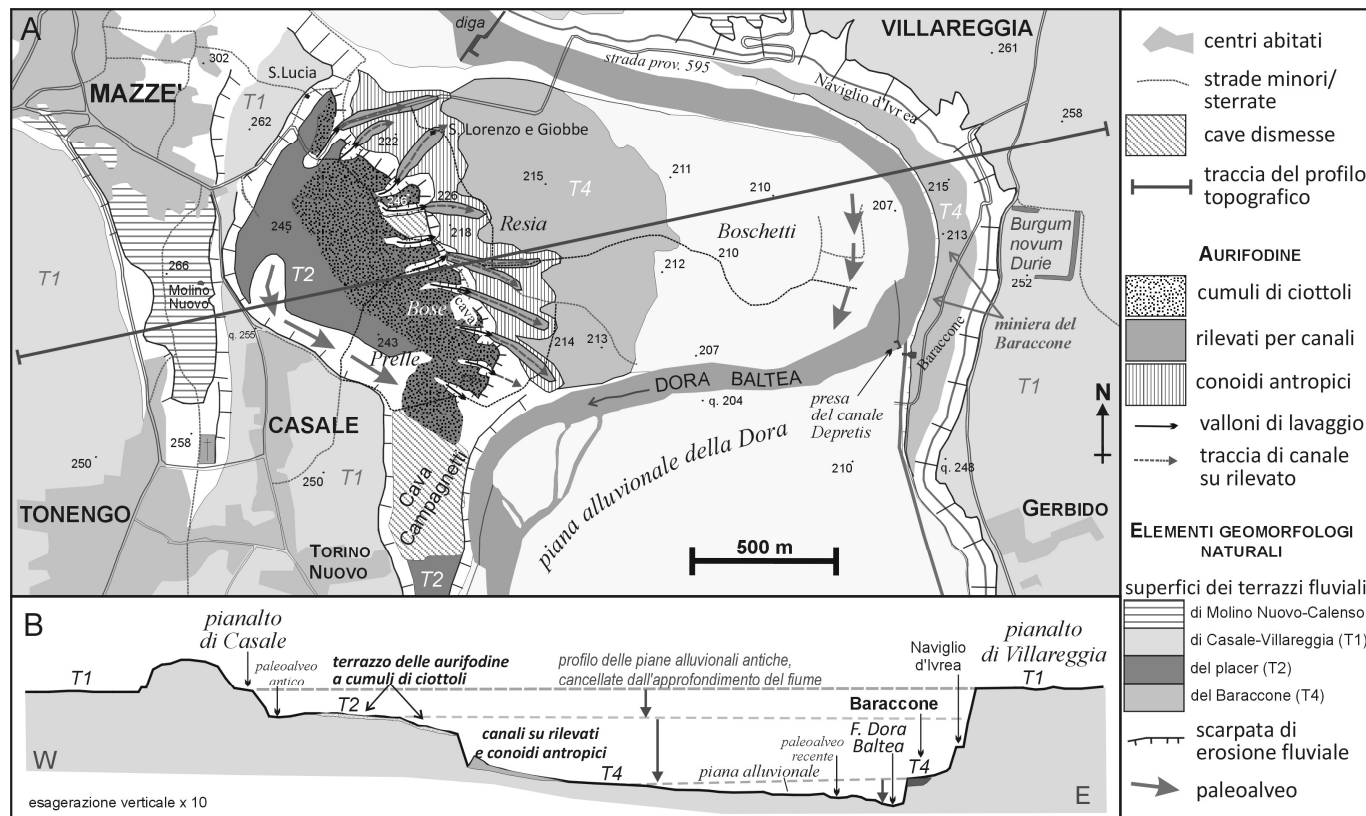 A
diga
VILLAREGGIA
261
strada prov. 595
302
S.Lucia
MAZZE'
T1
262
Naviglio d'Ivrea
258
S. Lorenzo e Giobbe
222
215
T4
211
210
215
T4
226
246
218
Resia
207
213
Boschetti
210
Burgum
novum
Durie
252
245
T2
T1
266
Molino
Nuovo
212
Bose
cava
miniera del
Baraccone
q. 255
243
Prelle
214
213
207
Baraccone
T1
DORA BALTEA
q. 204
presa
del canale
Depretis
N
CASALE
258
250
250
T1
piana alluvionale della Dora
210
q. 248
Cava
Campagnetti
TONENGO
GERBIDO
TORINO
NUOVO
T2
500 m
centri abitati
strade minori/
sterrate
cave dismesse
traccia del profilo
topografico
AURIFODINE
cumuli di ciottoli
rilevati per canali
conoidi antropici
valloni di lavaggio
traccia di canale
su rilevato
ELEMENTI GEOMORFOLOGI
NATURALI
superfici dei terrazzi fluviali
di Molino Nuovo-Calenso
di Casale-Villareggia (T1)
del placer (T2)
del Baraccone (T4)
scarpata di
erosione fluviale
paleoalveo
B
pianalto
di Casale
T1
paleoalveo
antico
terrazzo delle aurifodine
a cumuli di ciottoli
T2
profilo delle piane alluvionali antiche,
cancellate dall'approfondimento del fiume
Naviglio
d'Ivrea
pianalto
di Villareggia
T1
canali su rilevati
e conoidi antropici
Baraccone
F. Dora
Baltea
paleoalveo
recente
W
T4
piana alluvionale
T4
E
esagerazione verticale x 10